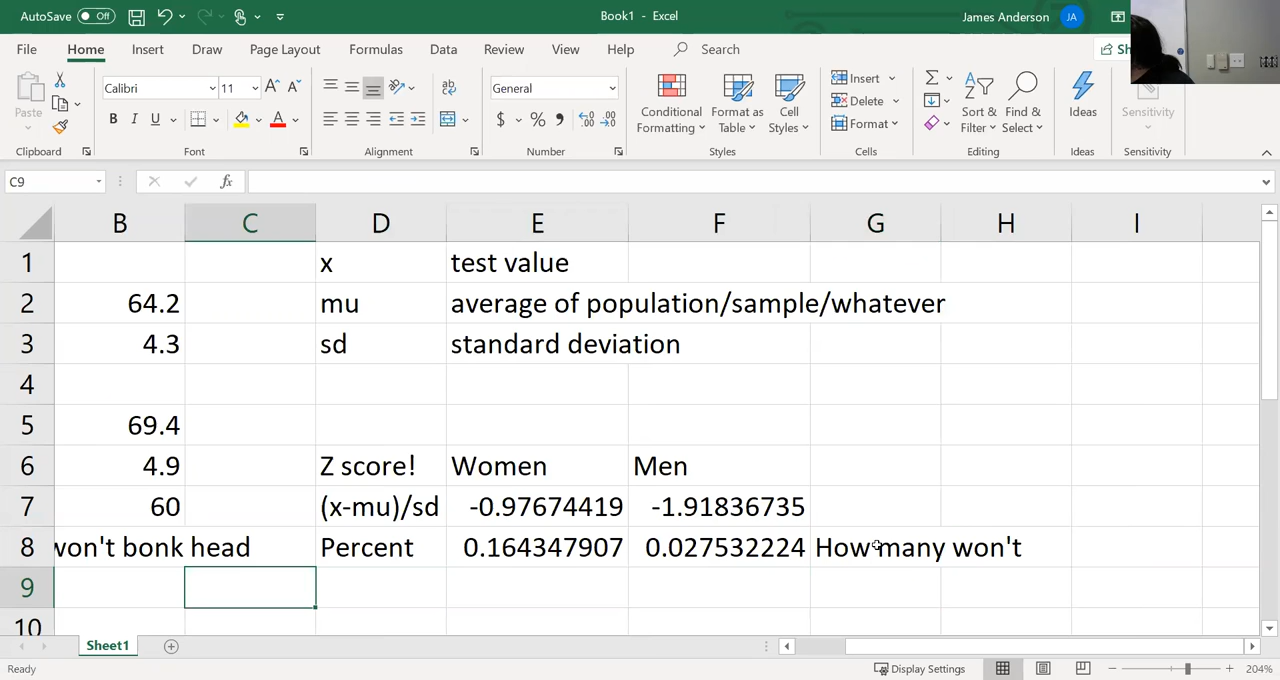 AutoSave Off Book1 - Excel James Anderson JA
File Home Insert Draw Page Layout Formulas Data Review View Help Search Sh
Paste Calibri 11 General Conditional Formatting Format as Table Cell Styles Insert Delete Format Sort & Filter Find & Select Ideas Sensitivity
Clipboard Font Alignment Number Styles Cells Editing Ideas Sensitivity
C9 fx
B C D E F G H I
1 x test value
2 64.2 mu average of population/sample/whatever
3 4.3 sd standard deviation
4
5 69.4
6 4.9 Z score! Women Men
7 60 (x-mu)/sd -0.97674419 -1.91836735
8 won't bonk head Percent 0.164347907 0.027532224 How many won't
9
10
Sheet1
Ready Display Settings 204%